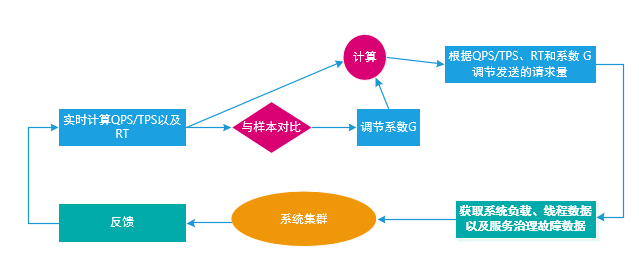 计算
根据QPS/TPS、RT和系数 G
调节发送的请求量
实时计算QPS/TPS以及
RT
与样本对比
调节系数G
反馈
系统集群
获取系统负载、线程数据
以及服务治理故障数据